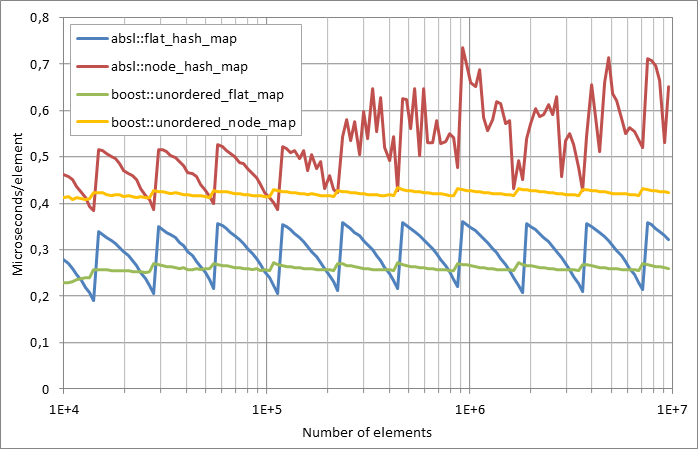 0,8
0,7
0,6
0,5
0,4
0,3
0,2
0,1
0
Microseconds/element
absl::flat_hash_map
absl::node_hash_map
boost::unordered_flat_map
boost::unordered_node_map
1E+4 1E+5 1E+6 1E+7
Number of elements